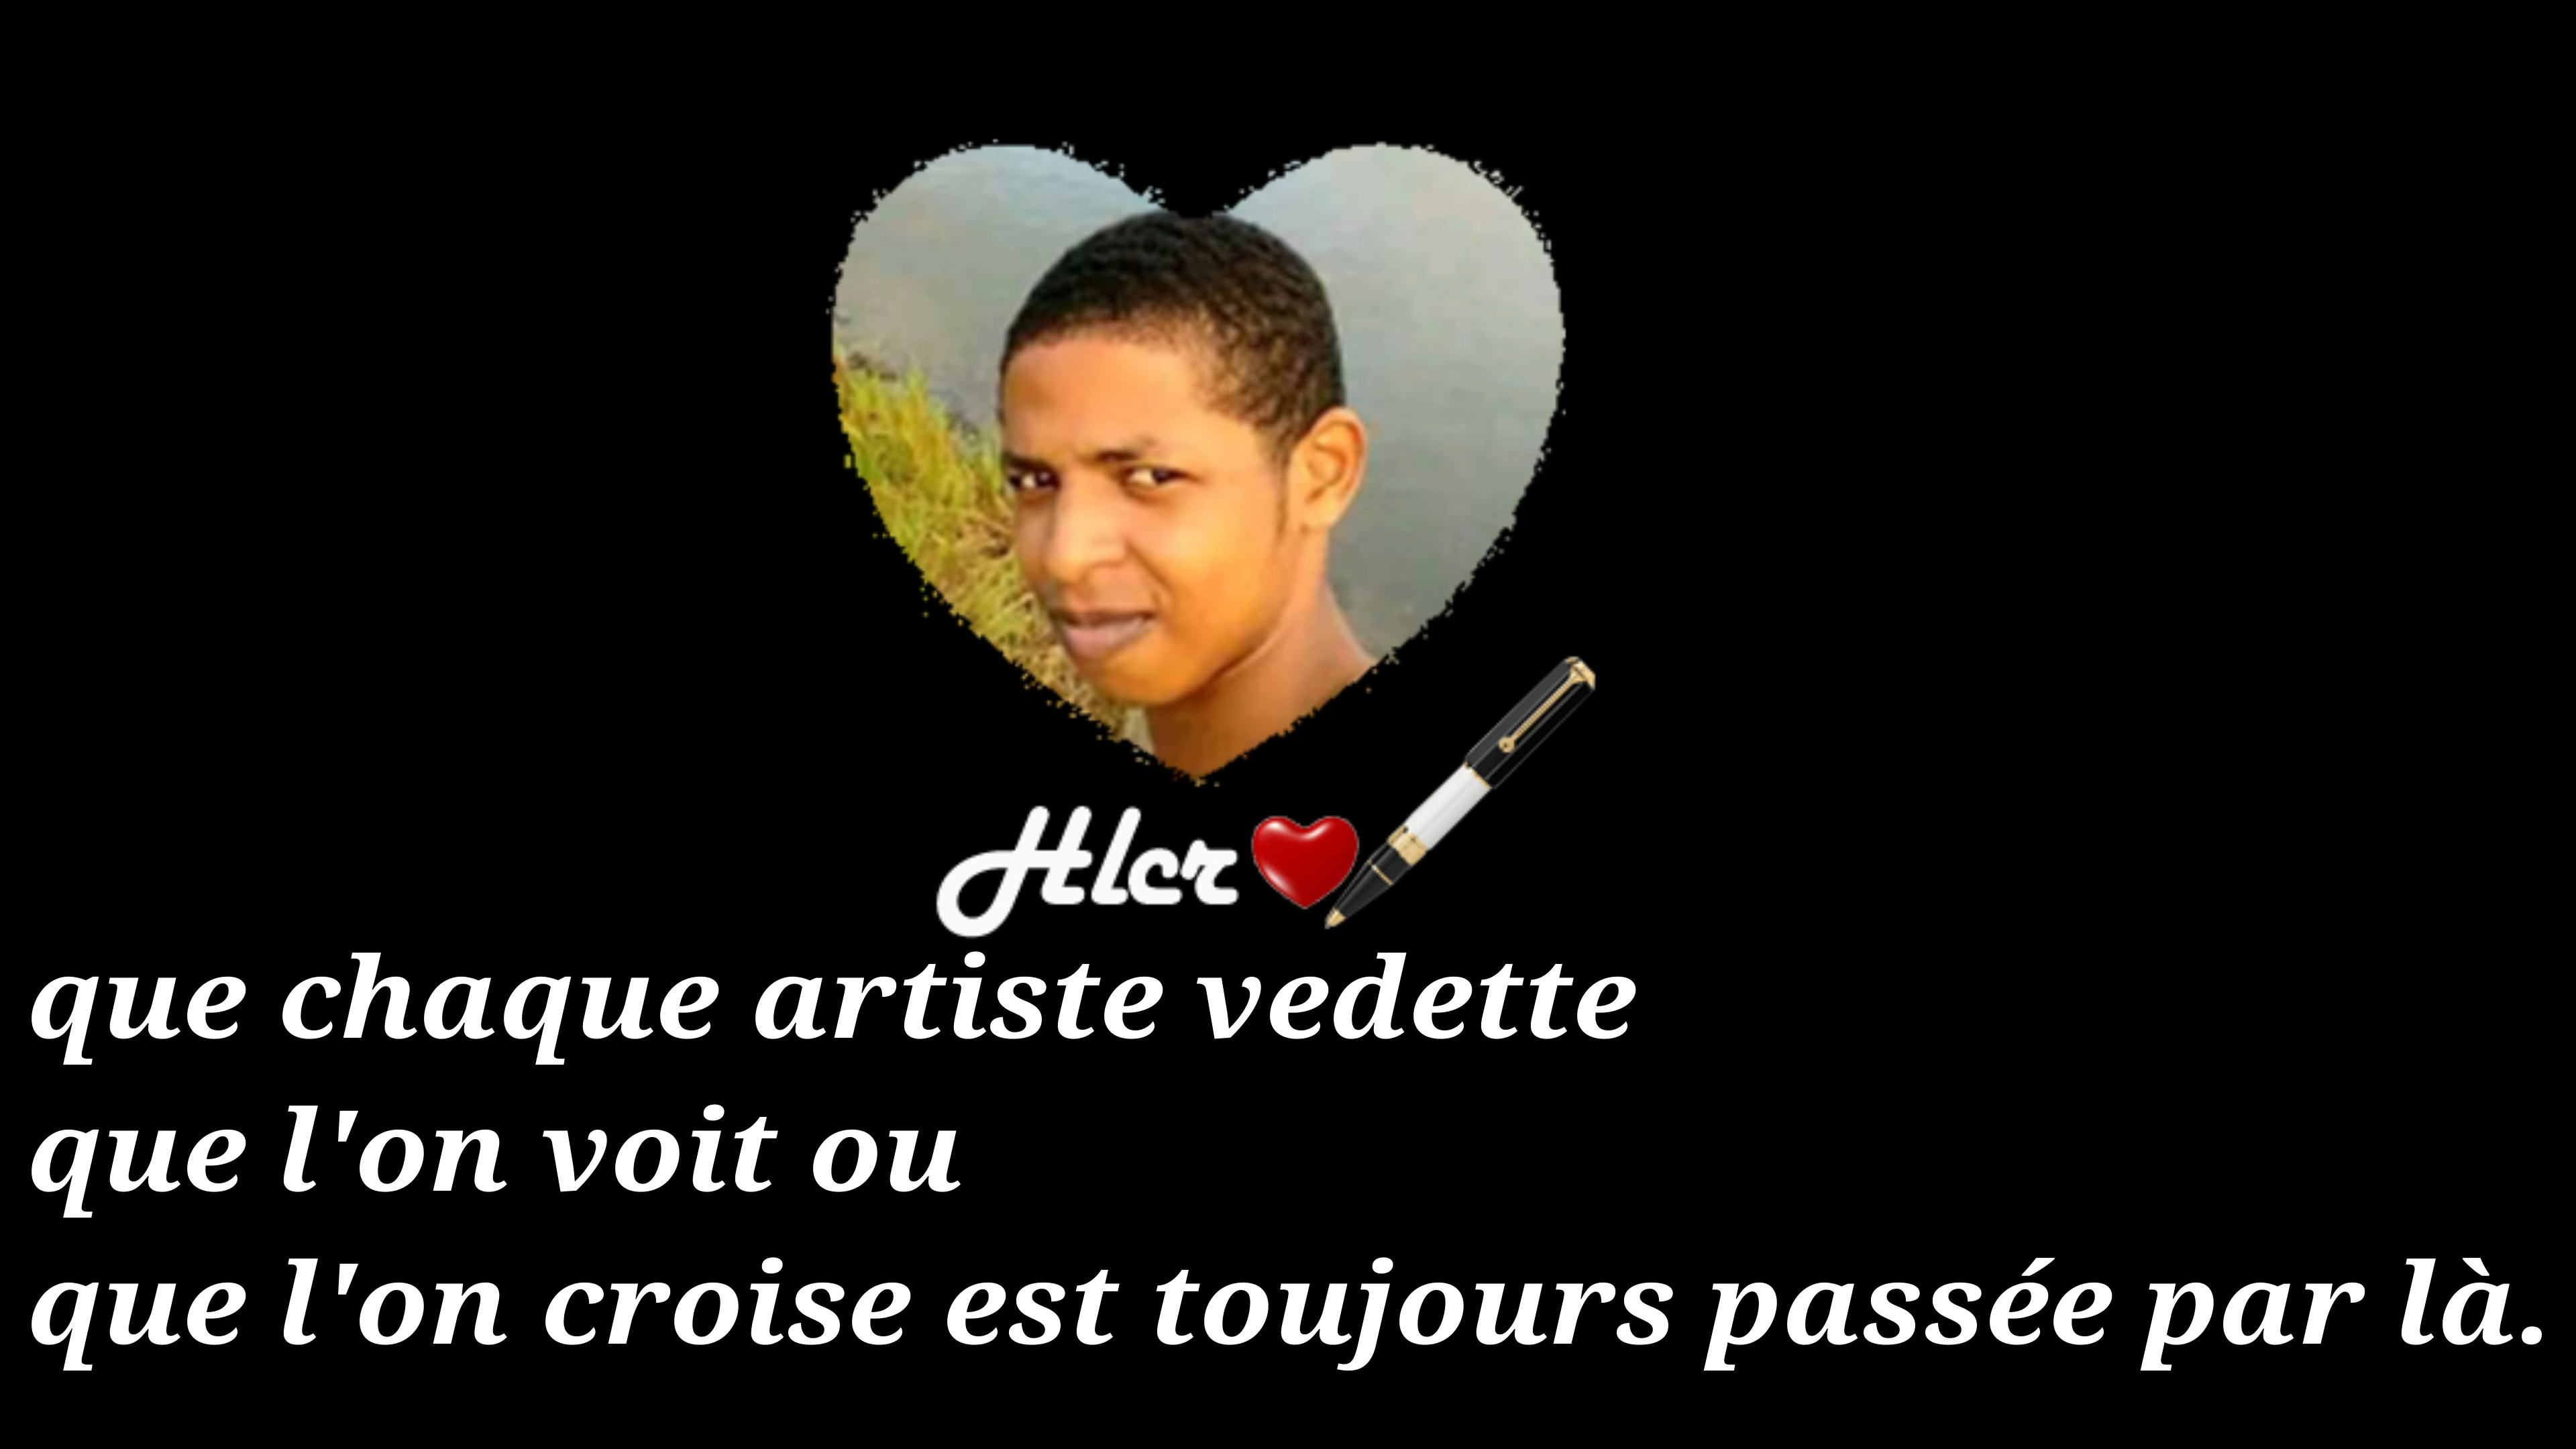 Hlcr
que chaque artiste vedette
que l'on voit ou
que l'on croise est toujours passée par là.